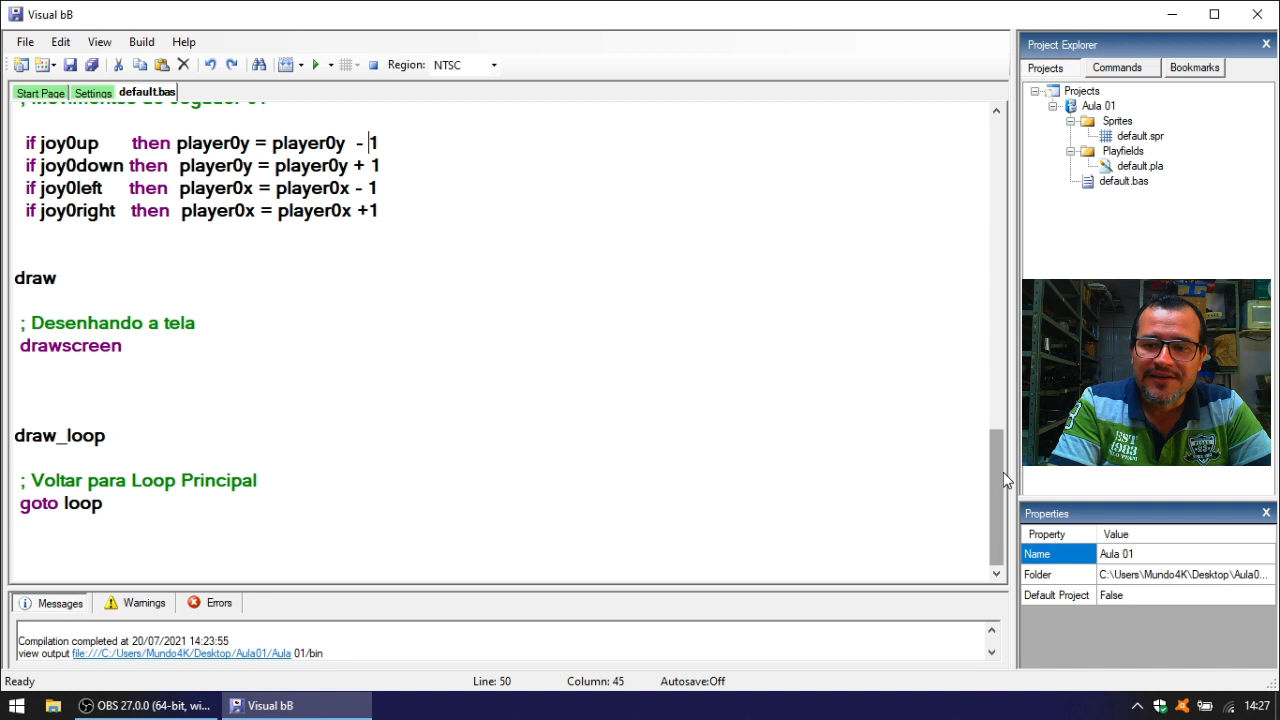 Visual bB
File Edit View Build Help
Region: NTSC
Start Page Settings default.bas
if joy0up then player0y = player0y - 1
if joy0down then player0y = player0y + 1
if joy0left then player0x = player0x - 1
if joy0right then player0x = player0x +1
draw
; Desenhando a tela
drawscreen
draw_loop
; Voltar para Loop Principal
goto loop
Messages Warnings Errors
Compilation completed at 20/07/2021 14:23:55
view output file:///C:/Users/Mundo4K/Desktop/Aula01/Aula 01/bin
Ready Line: 50 Column: 45 Autosave:Off
Project Explorer X
Projects Commands Bookmarks
Projects
Aula 01
Sprites
default.spr
Playfields
default.pla
default.bas
EST
1983
Properties X
Property Value
Name Aula 01
Folder C:\Users\Mundo4K\Desktop\Aula0...
Default Project False
OBS 27.0.0 (64-bit, wi... Visual bB 14:27